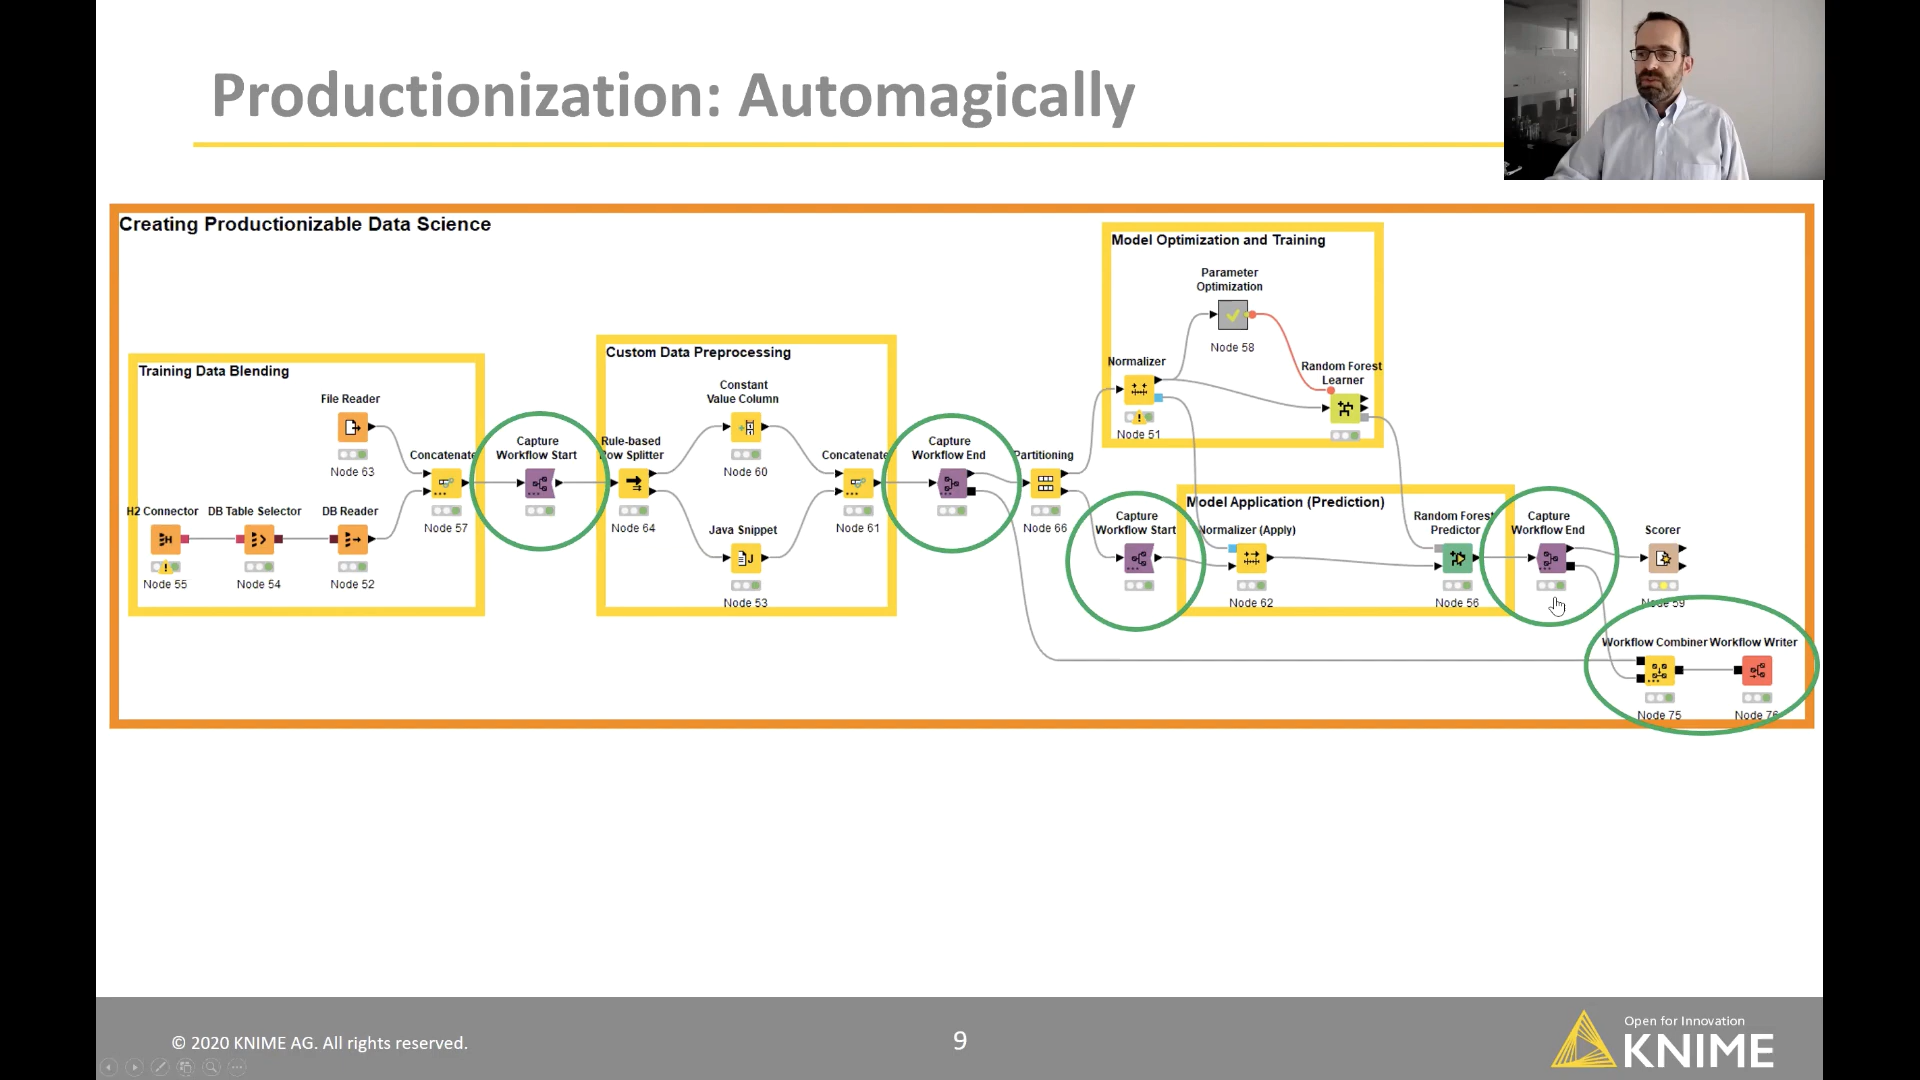 Productionization: Automagically
Creating Productionizable Data Science
Training Data Blending
File Reader
Node 63
Concatenate
Node 57
H2 Connector
DB Table Selector
DB Reader
Node 55
Node 54
Node 52
Capture
Workflow Start
Custom Data Preprocessing
Constant
Value Column
Node 60
Rule-based
Row Splitter
Node 64
Java Snippet
Node 53
Concatenate
Node 61
Capture
Workflow End
Partitioning
Node 66
Model Optimization and Training
Parameter
Optimization
Node 58
Normalizer
Node 51
Random Forest
Learner
Capture
Workflow Start
Model Application (Prediction)
Normalizer (Apply)
Node 62
Random Forest
Predictor
Node 56
Capture
Workflow End
Scorer
Node 59
Workflow Combiner
Workflow Writer
Node 75
Node 76
© 2020 KNIME AG. All rights reserved.
9
Open for Innovation
KNIME